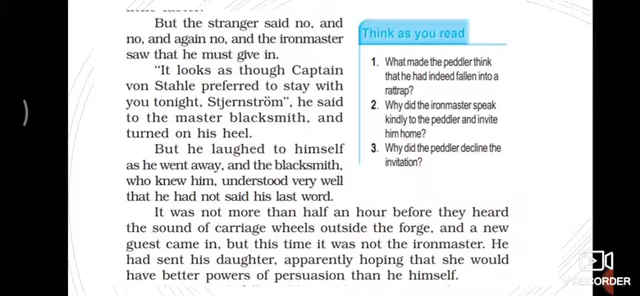 But the stranger said no, and
no, and again no, and the ironmaster
saw that he must give in.
"It looks as though Captain
von Stahle preferred to stay with
you tonight, Stjernström", he said
to the master blacksmith, and
turned on his heel.
But he laughed to himself
as he went away, and the blacksmith,
who knew him, understood very well
that he had not said his last word.
It was not more than half an hour before they heard
the sound of carriage wheels outside the forge, and a new
guest came in, but this time it was not the ironmaster. He
had sent his daughter, apparently hoping that she would
have better powers of persuasion than he himself.
Think as you read
1. What made the peddler think
that he had indeed fallen into a
rattrap?
2. Why did the ironmaster speak
kindly to the peddler and invite
him home?
3. Why did the peddler decline the
invitation?
RECORDER